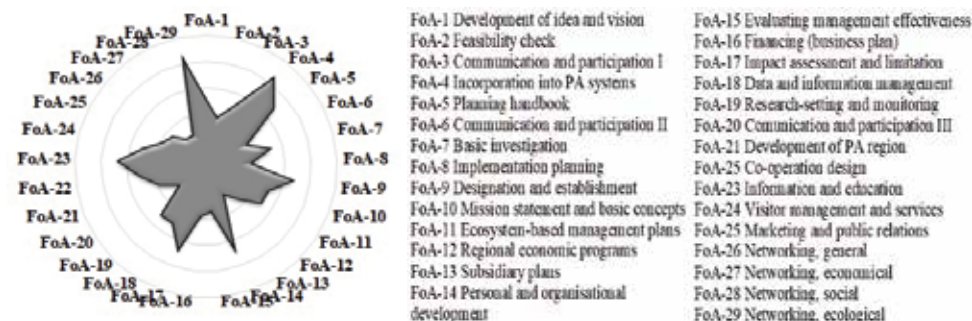 FoA-1
FoA-2
FoA-3
FoA-4
FoA-5
FoA-6
FoA-7
FoA-8
FoA-9
FoA-10
FoA-11
FoA-12
FoA-13
FoA-14
FoA-15
FoA-16
FoA-17
FoA-18
FoA-19
FoA-20
FoA-21
FoA-22
FoA-23
FoA-24
FoA-25
FoA-26
FoA-27
FoA-28
FoA-29
FoA-1 Development of idea and vision
FoA-2 Feasibility check
FoA-3 Communication and participation I
FoA-4 Incorporation into PA systems
FoA-5 Planning handbook
FoA-6 Communication and participation II
FoA-7 Basic investigation
FoA-8 Implementation planning
FoA-9 Designation and establishment
FoA-10 Mission statement and basic concepts
FoA-11 Ecosystem-based management plans
FoA-12 Regional economic programs
FoA-13 Subsidiary plans
FoA-14 Personal and organisational
development
FoA-15 Evaluating management effectiveness
FoA-16 Financing (business plan)
FoA-17 Impact assessment and limitation
FoA-18 Data and information management
FoA-19 Research-setting and monitoring
FoA-20 Comunication and participation III
FoA-21 Development of PA region
FoA-25 Co-operation design
FoA-23 Information and education
FoA-24 Visitor management and services
FoA-25 Marketing and public relations
FoA-26 Networking, general
FoA-27 Networking, economical
FoA-28 Networking, social
FoA-29 Networking, ecological